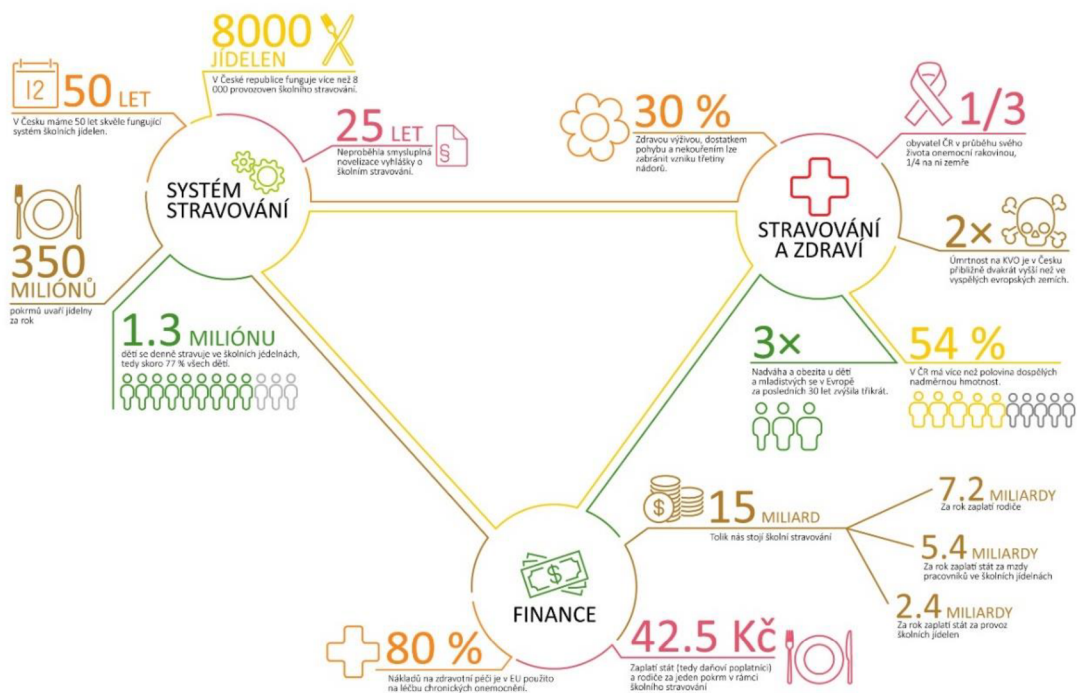 8000
JÍDELEN
V České republice funguje více než 8
000 provozoven školního stravování.
12
50 LET
V Česku máme 50 let skvěle fungující
systém školních jídelen.
25 LET
§
Neproběhla smysluplná
novelizace vyhlášky o
školním stravování.
SYSTÉM
STRAVOVÁNÍ
350
MILIÓNŮ
pokrmů uvaří jídelny
za rok
1.3 MILIÓNU
dětí se denně stravuje ve školních jédelnách,
tedy skoro 77 % všech dětí.
30 %
Zdravou výživou, dostatkem
pohybu a nekouřením lze
zabránit vzniku třetiny
nádorů.
1/3
obyvatel ČR v průběhu svého
života onemocní rakovinou,
1/4 na ni zemře
STRAVOVÁNÍ
A ZDRAVÍ
2×
Úmrtnost na KVO je v Česku
přibližně dvakrát vyšší než ve
vyspělých evropských zemích.
3×
Nadváha a obezita u dětí
a mladistvých se v Evropě
za posledních 30 let zvýšila třikrát.
54 %
V ČR má více než polovina dospělých
nadměrnou hmotnost.
$
15 MILIARD
Tolik nás stojí školní stravování
7.2 MILIARDY
Za rok zaplatí rodiče
5.4 MILIARDY
Za rok zaplatí stát za mzdy
pracovníků ve školních jídelnách
2.4 MILIARDY
Za rok zaplatí stát za provoz
školních jídelen
$
FINANCE
80 %
Nákladů na zdravotní péči je v EU použito
na léčbu chronických onemocnění.
42.5 Kč
Zaplatí stát (tedy daňoví poplatníci)
a rodiče za jeden pokrm v rámci
školního stravování